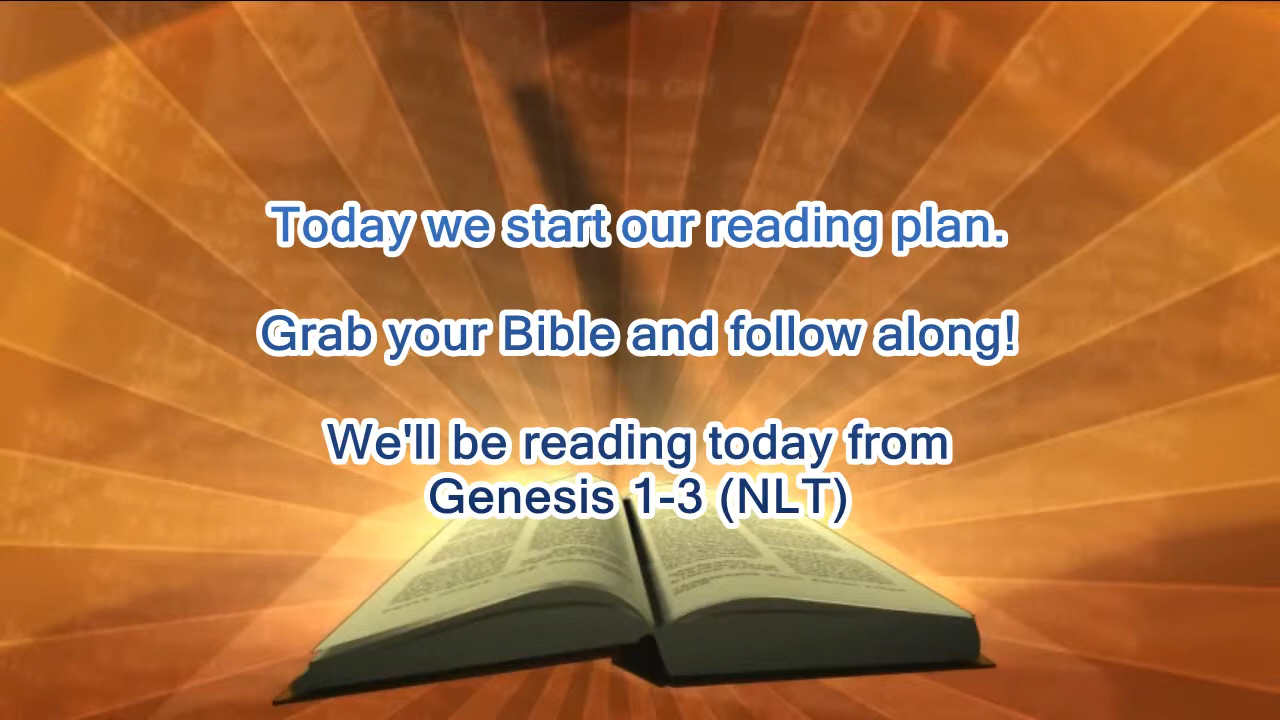 Today we start our reading plan.
Grab your Bible and follow along!
We'll be reading today from
Genesis 1-3 (NLT)